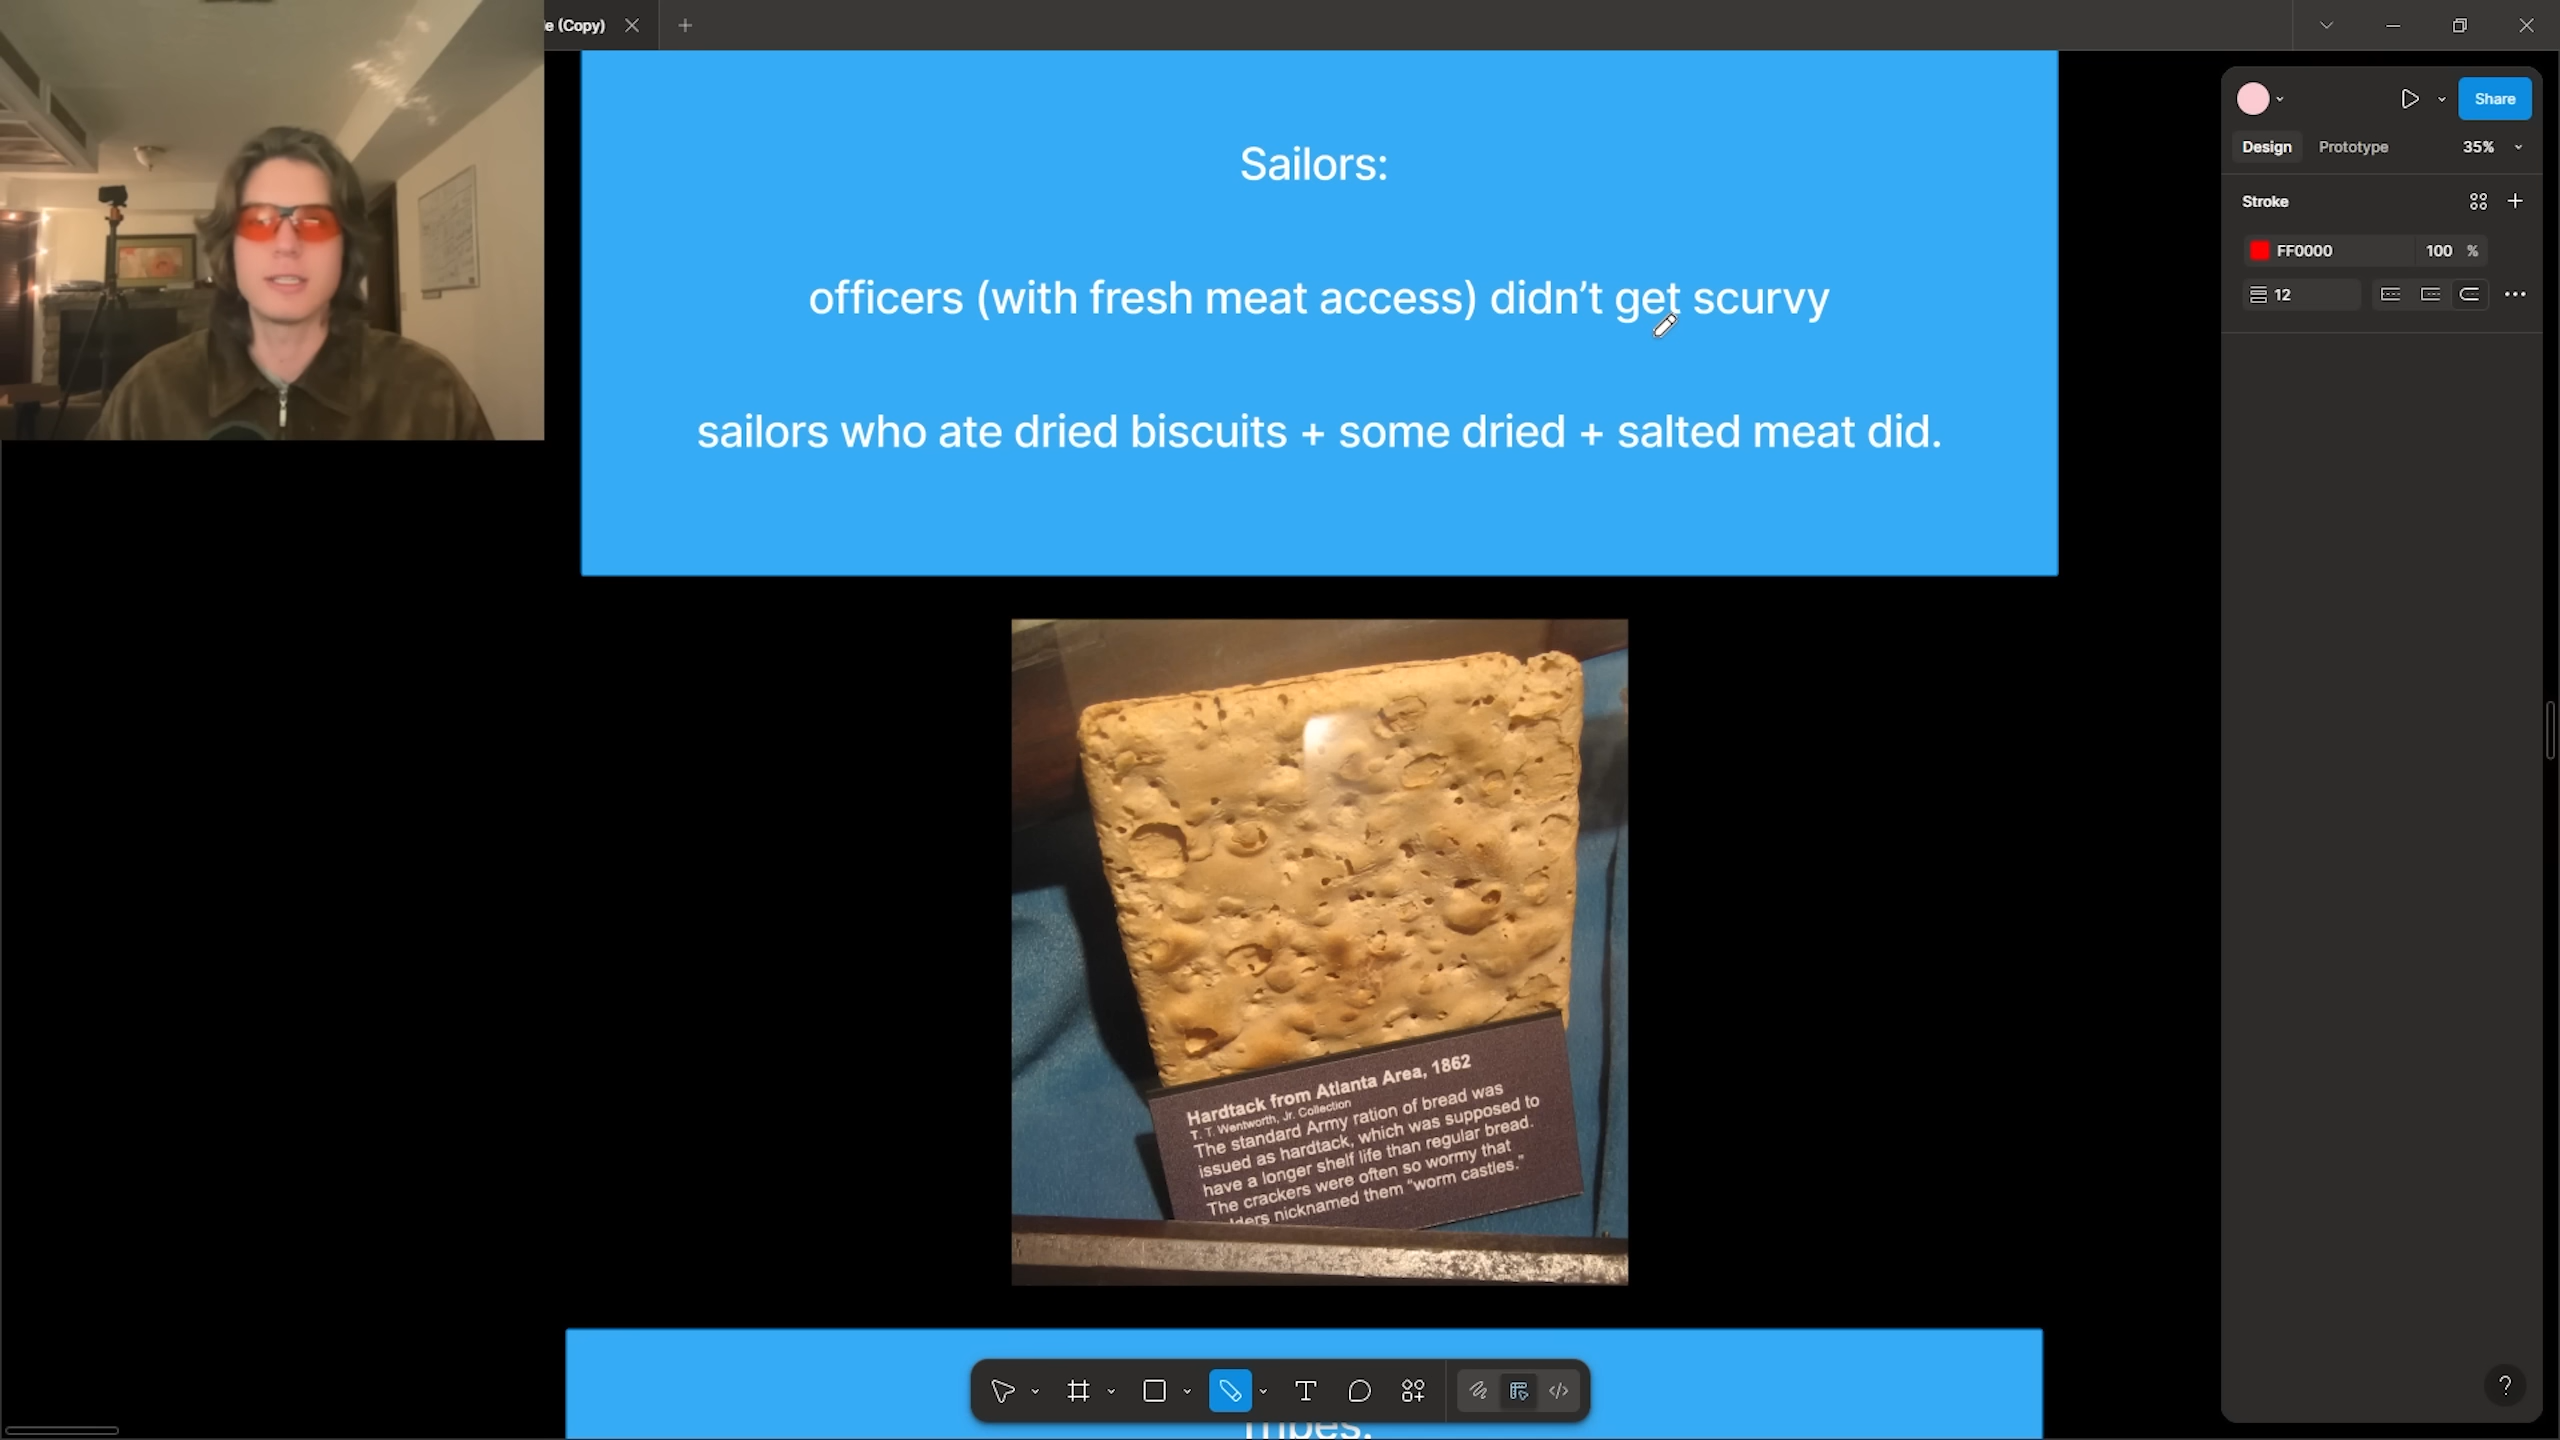 e (Copy)
Share
Design Prototype 35%
Stroke
FF0000 100 %
12
Sailors:
officers (with fresh meat access) didn't get scurvy
sailors who ate dried biscuits + some dried + salted meat did.
Hardtack from Atlanta Area, 1862
T. T. Wentworth, Jr. Collection
The standard Army ration of bread was
issued as hardtack, which was supposed to
have a longer shelf life than regular bread.
The crackers were often so wormy that
nicknamed them "worm castles."